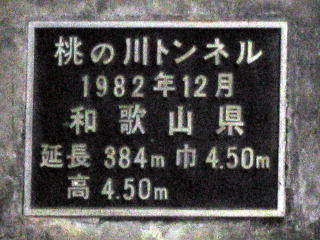 桃の川トンネル
1982年12月
和歌山県
延長 384m 巾 4.50m
高 4.50m